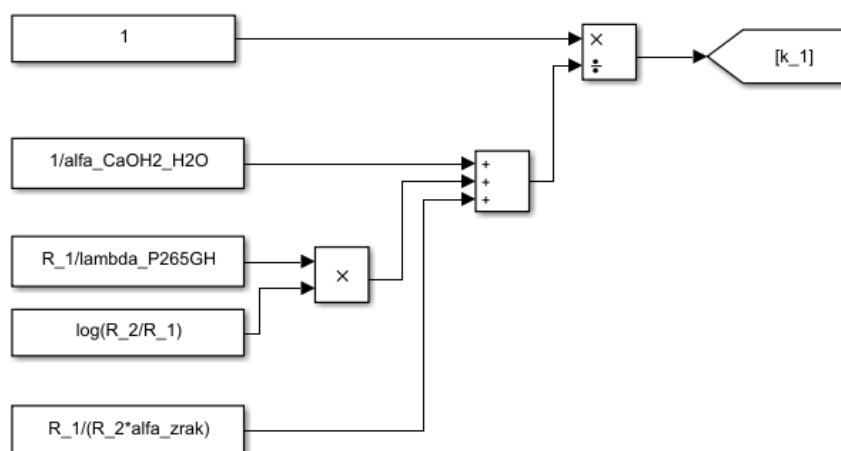 1
×
÷
[k_1]
1/alfa_CaOH2_H2O
+
+
+
R_1/lambda_P265GH
×
log(R_2/R_1)
R_1/(R_2*alfa_zrak)